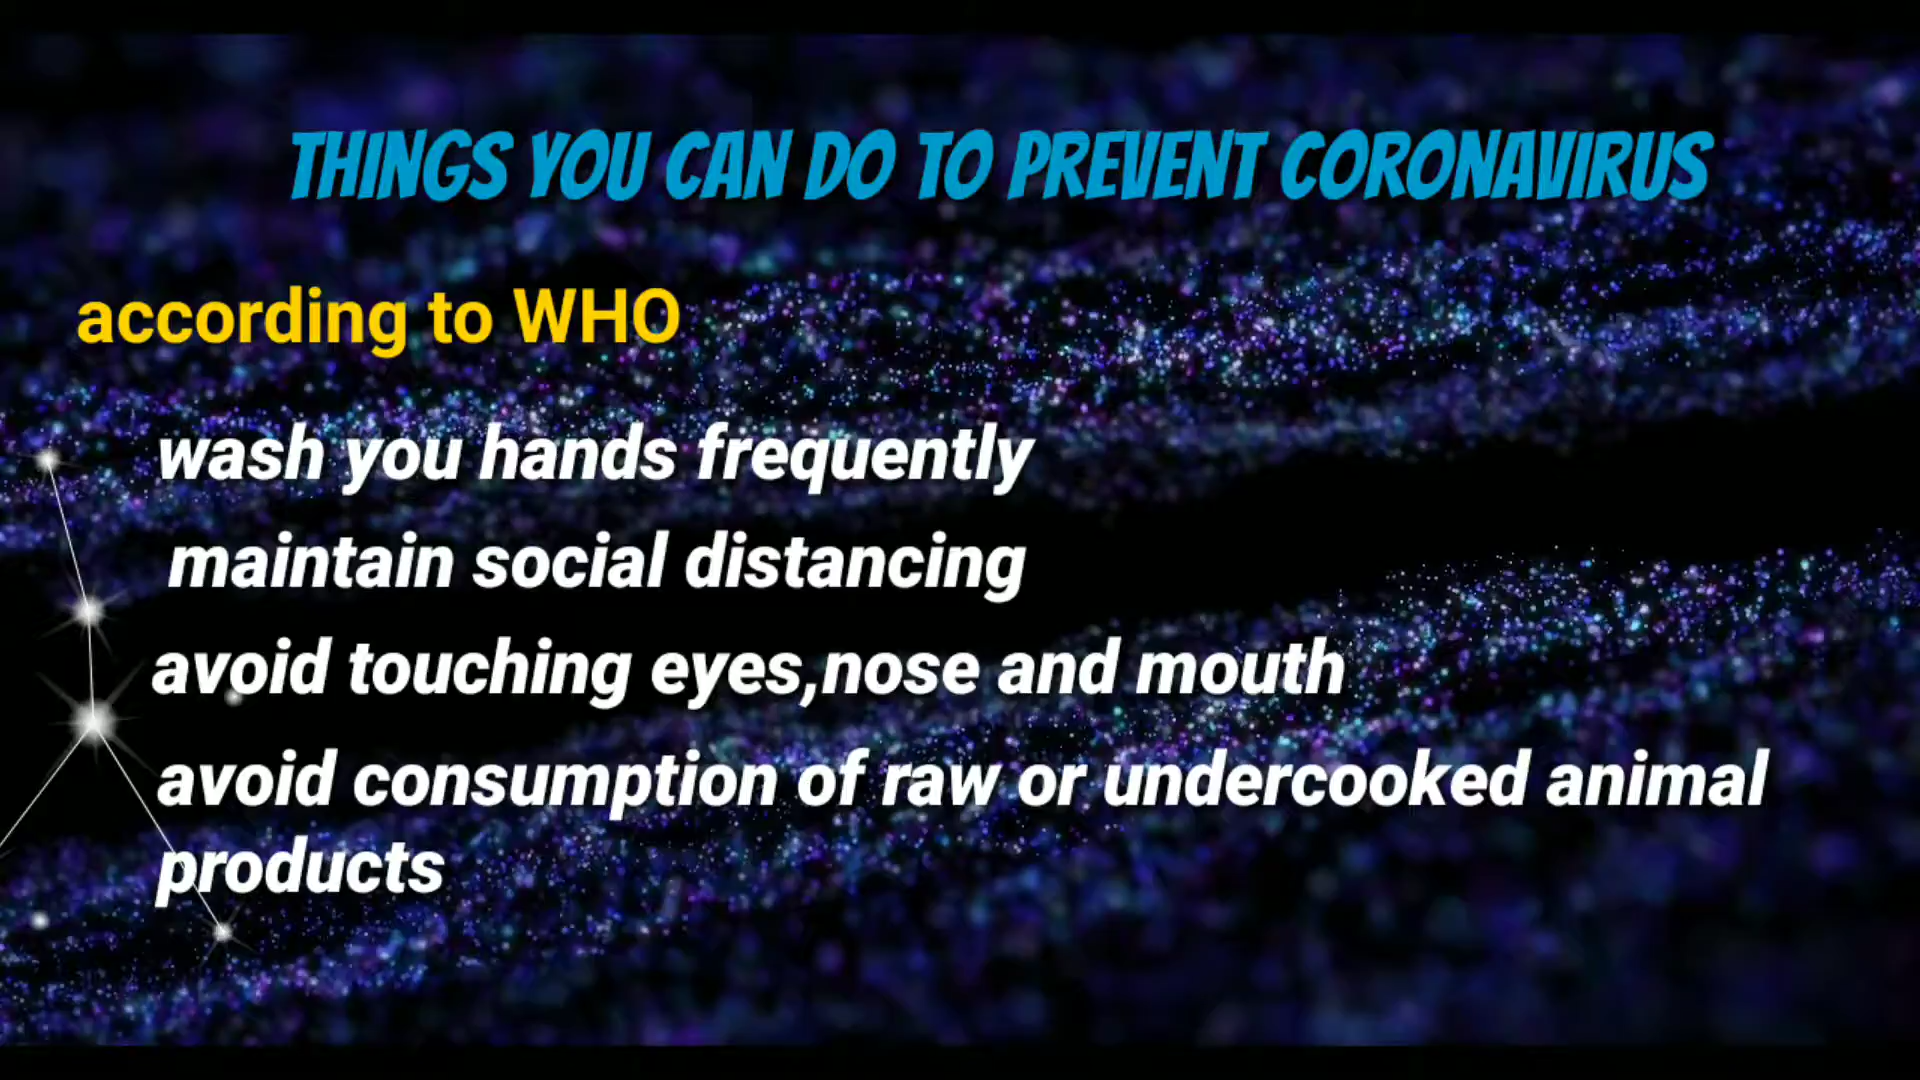 THINGS YOU CAN DO TO PREVENT CORONAVIRUS
according to WHO
wash you hands frequently
maintain social distancing
avoid touching eyes,nose and mouth
avoid consumption of raw or undercooked animal
products